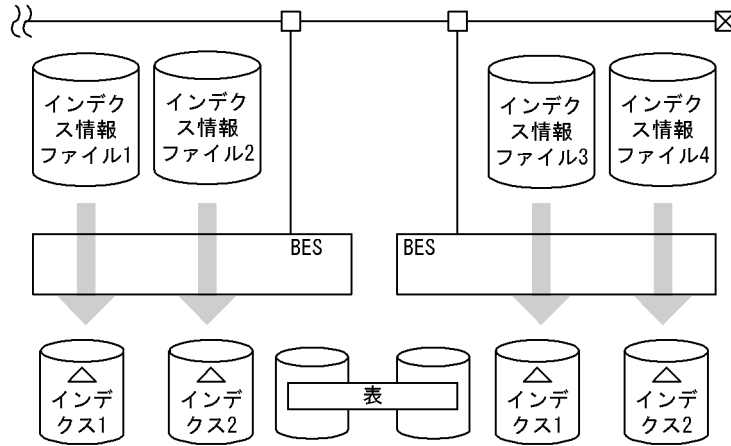 インデク
ス情報
ファイル1
インデク
ス情報
ファイル2
インデク
ス情報
ファイル3
インデク
ス情報
ファイル4
BES
BES
インデ
クス1
インデ
クス2
表
インデ
クス1
インデ
クス2